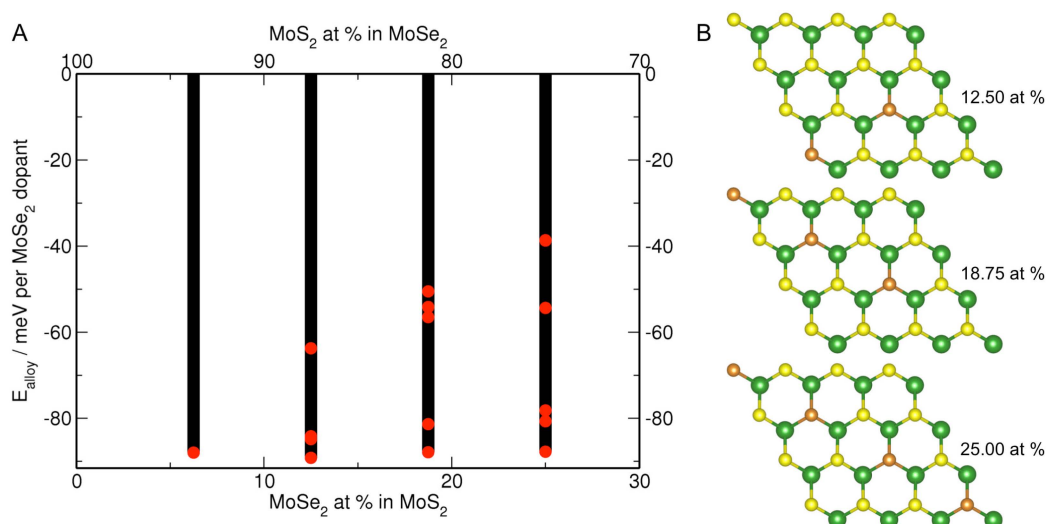 A
MoS2 at % in MoSe2
100 90 80 70
0 0
-20 -20
-40 -40
-60 -60
-80 -80
E_alloy / meV per MoSe2 dopant
0 10 20 30
MoSe2 at % in MoS2
B
12.50 at %
18.75 at %
25.00 at %